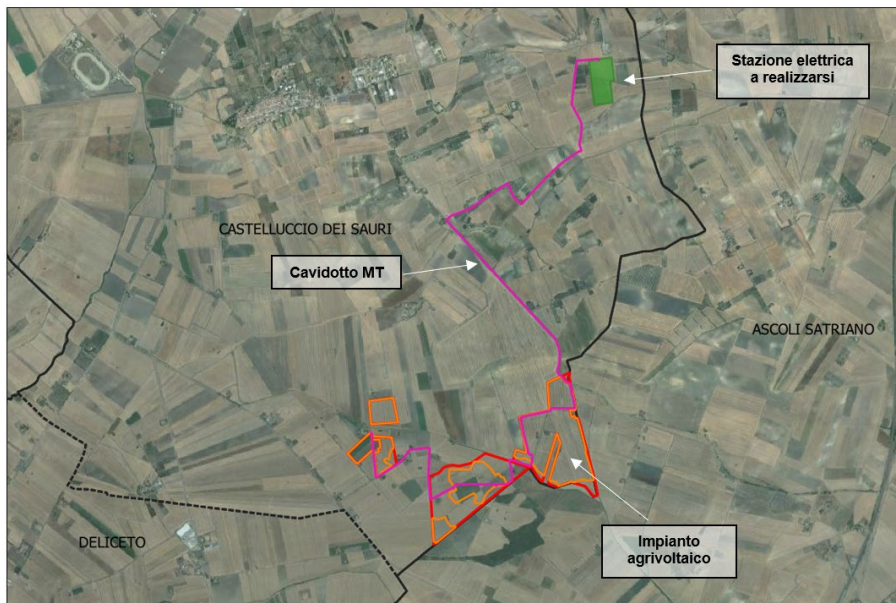 Stazione elettrica
a realizzarsi
CASTELLUCCIO DEI SAURI
Cavidotto MT
ASCOLI SATRIANO
DELICETO
Impianto
agrivoltaico